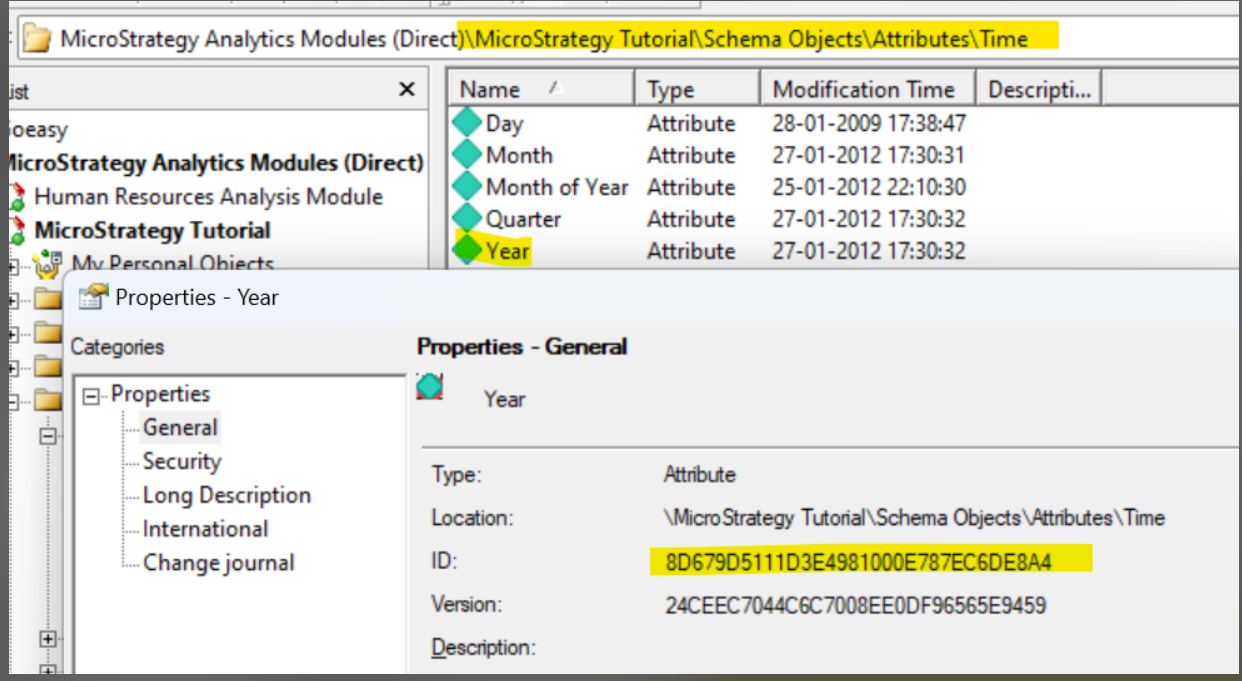 MicroStrategy Analytics Modules (Direct)\MicroStrategy Tutorial\Schema Objects\Attributes\Time
Name Type Modification Time Descripti...
Day Attribute 28-01-2009 17:38:47
MicroStrategy Analytics Modules (Direct)
Month Attribute 27-01-2012 17:30:31
Human Resources Analysis Module
Month of Year Attribute 25-01-2012 22:10:30
MicroStrategy Tutorial
Quarter Attribute 27-01-2012 17:30:32
My Personal Objects
Year Attribute 27-01-2012 17:30:32
Properties - Year
Categories
Properties
General
Security
Long Description
International
Change journal
Properties - General
Year
Type: Attribute
Location: \MicroStrategy Tutorial\Schema Objects\Attributes\Time
ID: 8D679D5111D3E4981000E787EC6DE8A4
Version: 24CEEC7044C6C7008EE0DF96565E9459
Description: